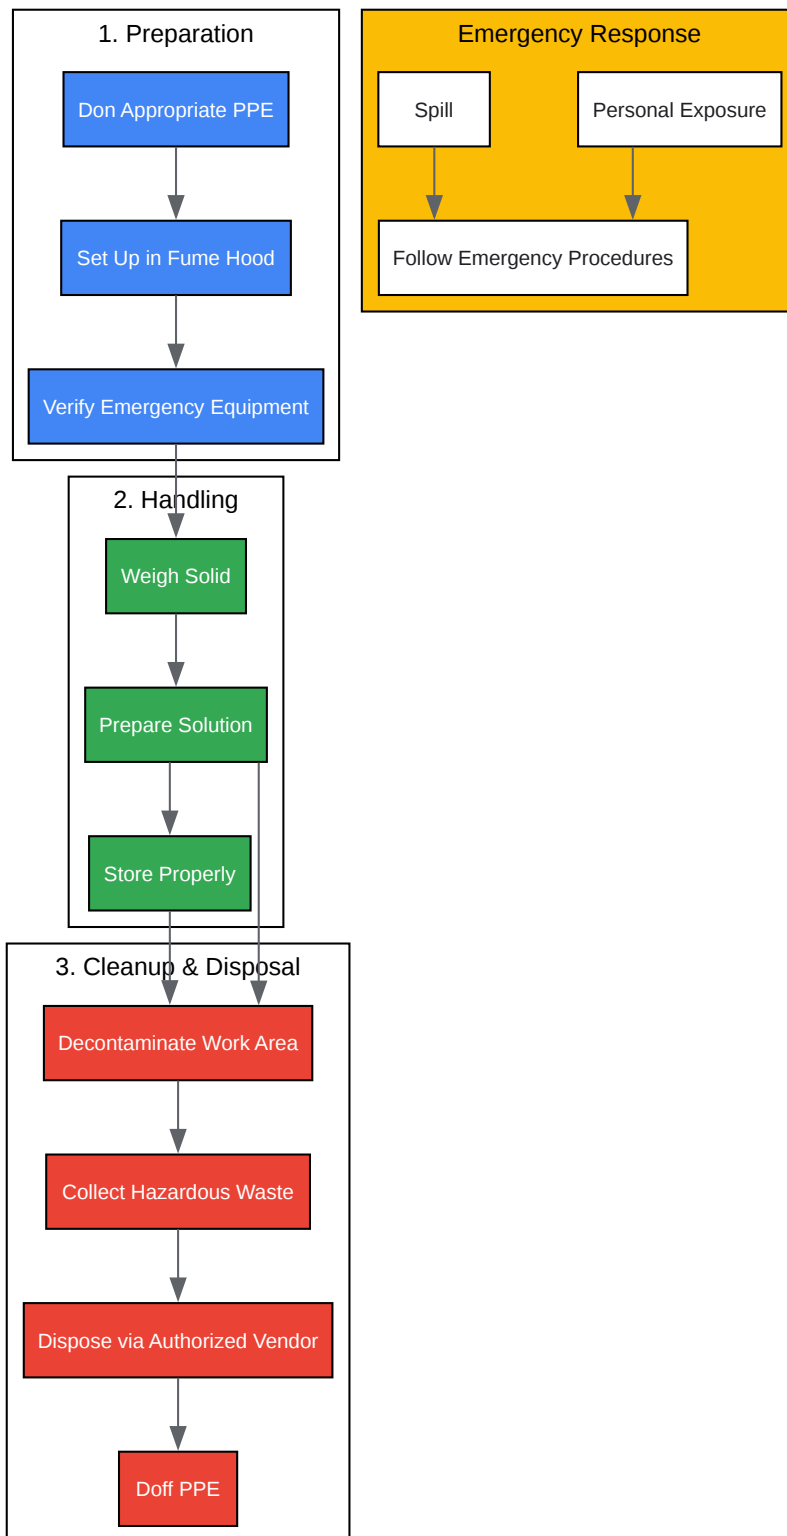 1. Preparation
Don Appropriate PPE
Set Up in Fume Hood
Verify Emergency Equipment
Emergency Response
Spill
Personal Exposure
Follow Emergency Procedures
2. Handling
Weigh Solid
Prepare Solution
Store Properly
3. Cleanup & Disposal
Decontaminate Work Area
Collect Hazardous Waste
Dispose via Authorized Vendor
Doff PPE